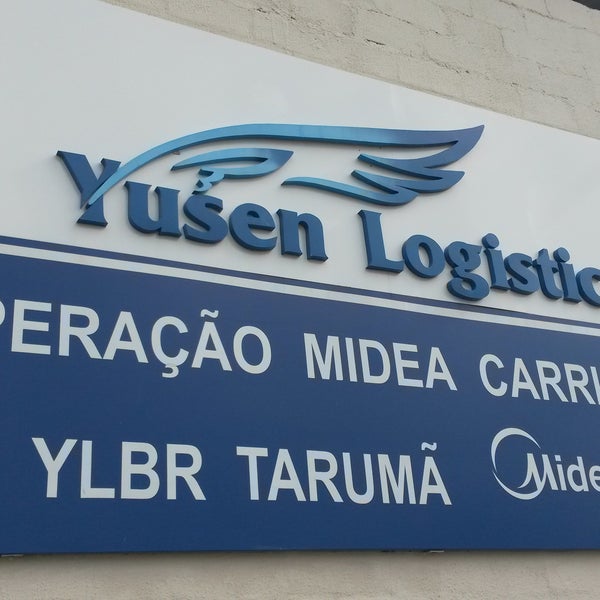 Yusen Logistic
PERAÇÃO MIDEA CARRI
YLBR TARUMÃ Mide